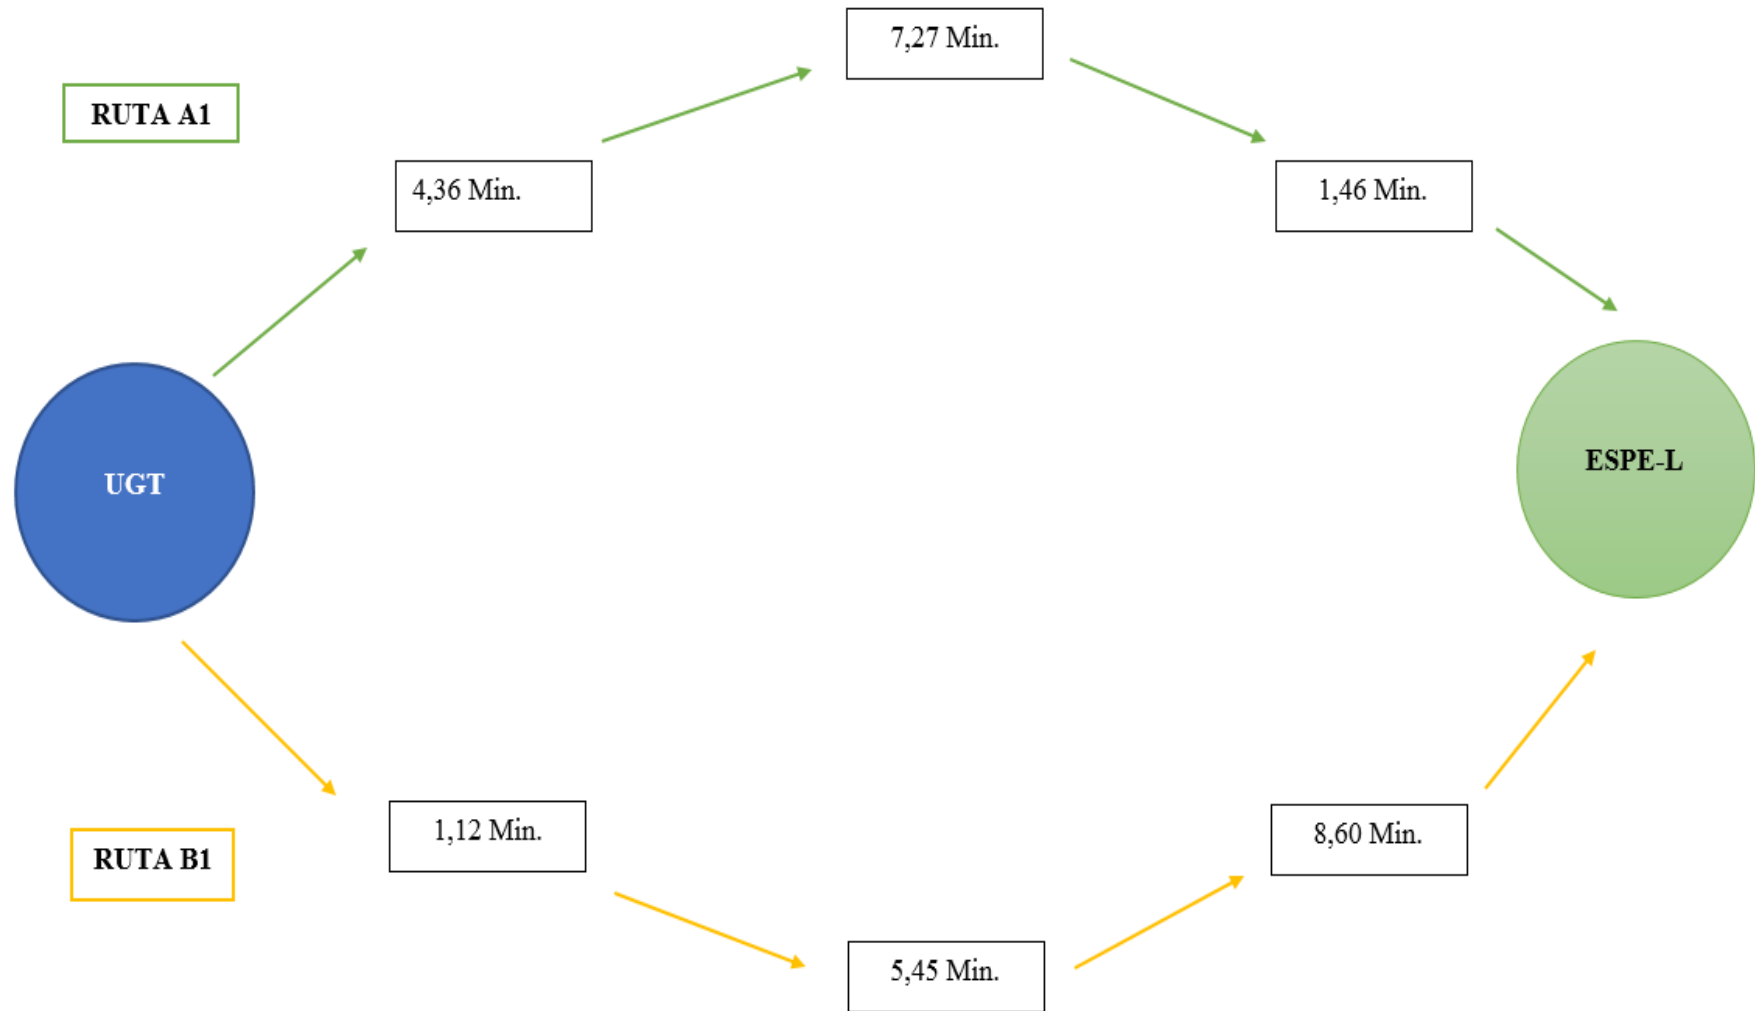 7,27 Min.
RUTA A1
4,36 Min.
1,46 Min.
UGT
ESPE-L
1,12 Min.
8,60 Min.
RUTA B1
5,45 Min.